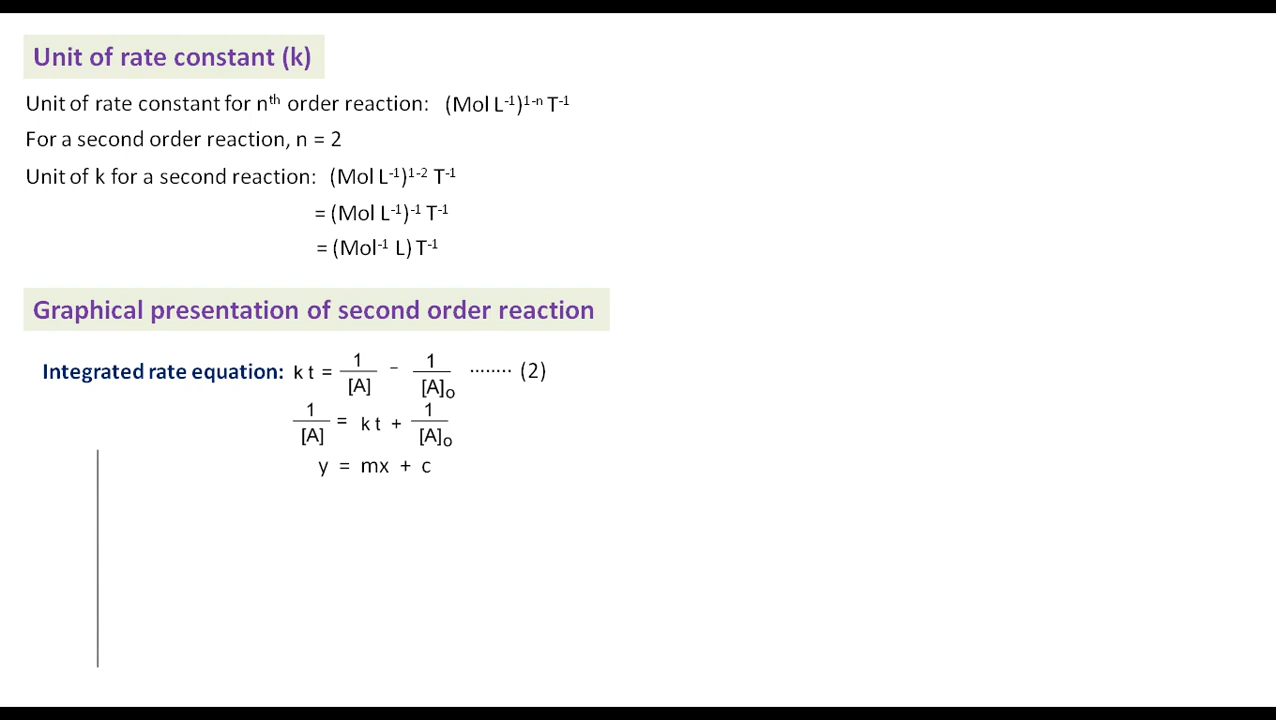 Unit of rate constant (k)
Unit of rate constant for nᵗʰ order reaction: (Mol L⁻¹)¹⁻ⁿ T⁻¹
For a second order reaction, n = 2
Unit of k for a second reaction: (Mol L⁻¹)¹⁻² T⁻¹
= (Mol L⁻¹)⁻¹ T⁻¹
= (Mol⁻¹ L) T⁻¹
Graphical presentation of second order reaction
Integrated rate equation: k t = 1/[A] - 1/[A]₀ ........ (2)
1/[A] = k t + 1/[A]₀
y = mx + c